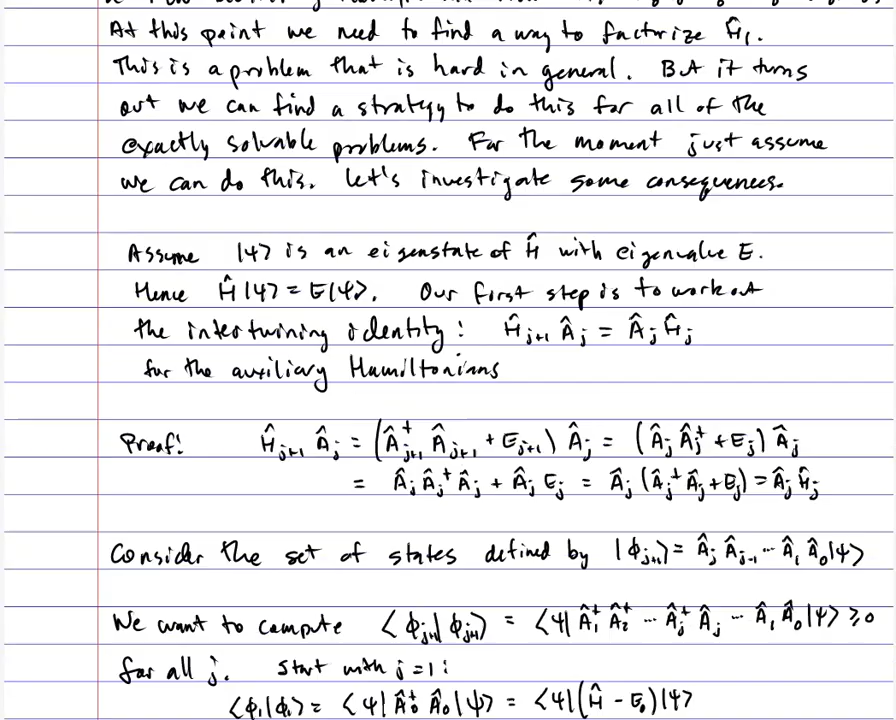 At this point we need to find a way to factorize Ĥ₁.
This is a problem that is hard in general. But it turns
out we can find a strategy to do this for all of the
exactly solvable problems. For the moment just assume
we can do this. Let's investigate some consequences.
Assume |ψ> is an eigenstate of Ĥ with eigenvalue E.
Hence Ĥ|ψ> = E|ψ>. Our first step is to work out
the intertwining identity: Ĥⱼ₊₁ Âⱼ = Âⱼ Ĥⱼ
for the auxiliary Hamiltonians
Proof: Ĥⱼ₊₁ Âⱼ = (Â†ⱼ₊₁ Âⱼ₊₁ + Eⱼ₊₁) Âⱼ = (Âⱼ Âⱼ† + Eⱼ) Âⱼ
= Âⱼ Âⱼ† Âⱼ + Âⱼ Eⱼ = Âⱼ (Âⱼ† Âⱼ + Eⱼ) = Âⱼ Ĥⱼ
Consider the set of states defined by |ϕⱼ₊₁> = Âⱼ Âⱼ₋₁ ··· Â₁ Â₀|ψ>
We want to compute <ϕⱼ₊₁|ϕⱼ₊₁> = <ψ| Â₁† Â₂† ··· Âⱼ† Âⱼ ··· Â₁ Â₀|ψ> ≥ 0
for all j. Start with j=1:
<ϕ₁|ϕ₁> = <ψ| Â₀† Â₀|ψ> = <ψ|(Ĥ - E₀)|ψ>